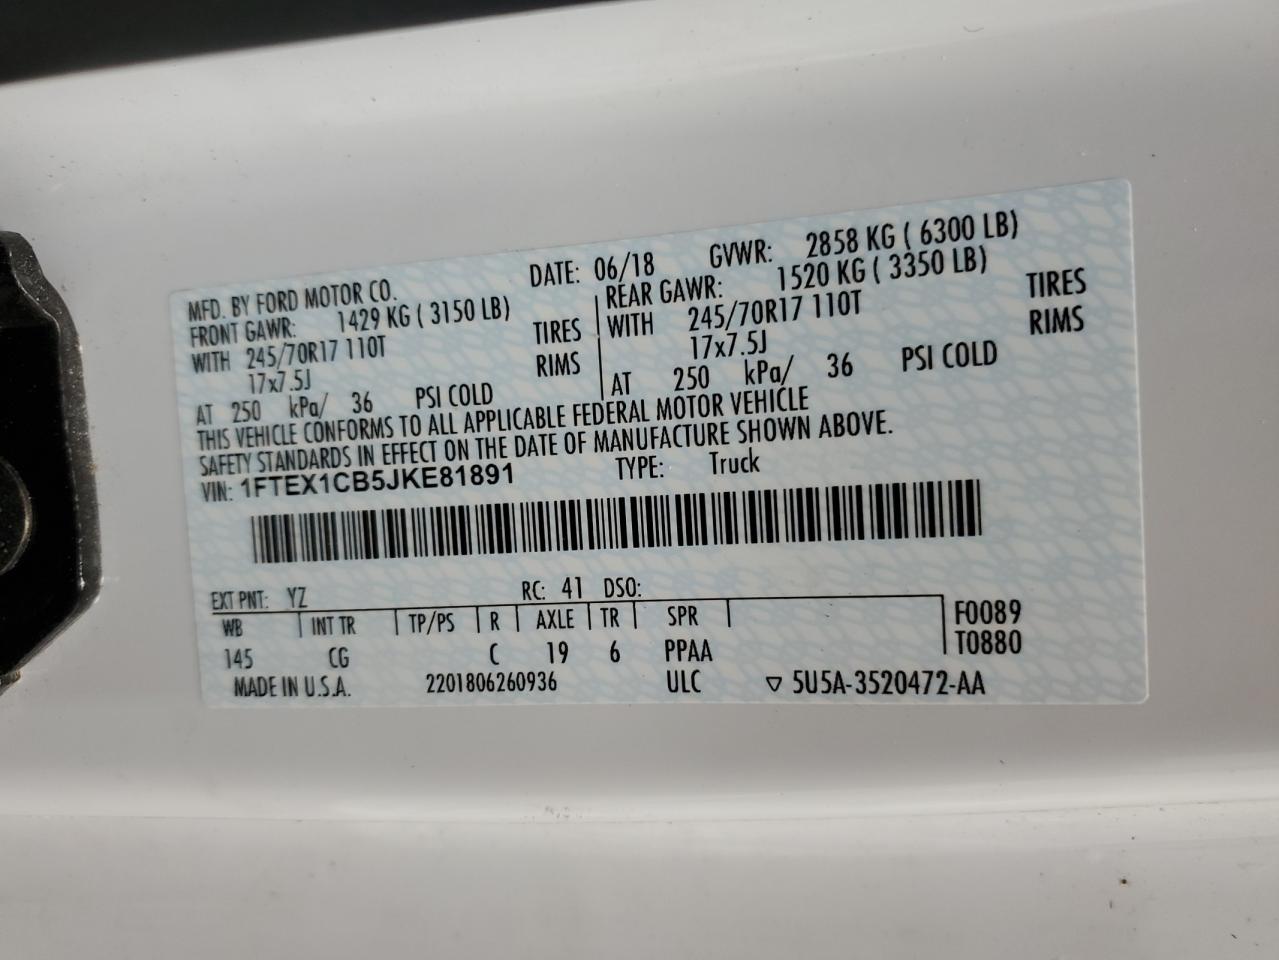 MFD. BY FORD MOTOR CO. DATE: 06/18 GVWR: 2858 KG ( 6300 LB)
FRONT GAWR: 1429 KG ( 3150 LB) REAR GAWR: 1520 KG ( 3350 LB)
WITH 245/70R17 110T TIRES WITH 245/70R17 110T TIRES
17x7.5J RIMS 17x7.5J RIMS
AT 250 kPa/ 36 PSI COLD AT 250 kPa/ 36 PSI COLD
THIS VEHICLE CONFORMS TO ALL APPLICABLE FEDERAL MOTOR VEHICLE
SAFETY STANDARDS IN EFFECT ON THE DATE OF MANUFACTURE SHOWN ABOVE.
VIN: 1FTEX1CB5JKE81891 TYPE: Truck
EXT PNT: YZ RC: 41 DSO:
WB INT TR TP/PS R AXLE TR SPR F0089
145 CG C 19 6 PPAA T0880
MADE IN U.S.A. 2201806260936 ULC ▽ 5U5A-3520472-AA